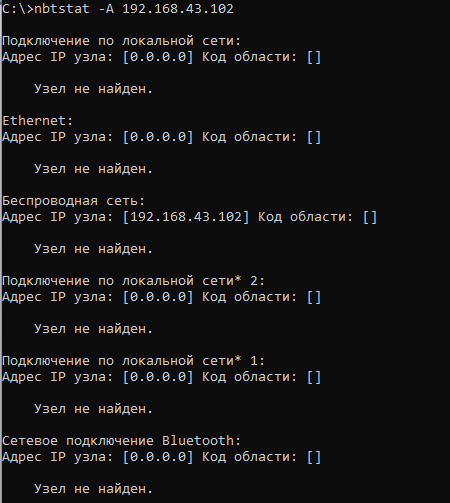 C:\>nbtstat -A 192.168.43.102
Подключение по локальной сети:
Адрес IP узла: [0.0.0.0] Код области: []
Узел не найден.
Ethernet:
Адрес IP узла: [0.0.0.0] Код области: []
Узел не найден.
Беспроводная сеть:
Адрес IP узла: [192.168.43.102] Код области: []
Узел не найден.
Подключение по локальной сети* 2:
Адрес IP узла: [0.0.0.0] Код области: []
Узел не найден.
Подключение по локальной сети* 1:
Адрес IP узла: [0.0.0.0] Код области: []
Узел не найден.
Сетевое подключение Bluetooth:
Адрес IP узла: [0.0.0.0] Код области: []
Узел не найден.